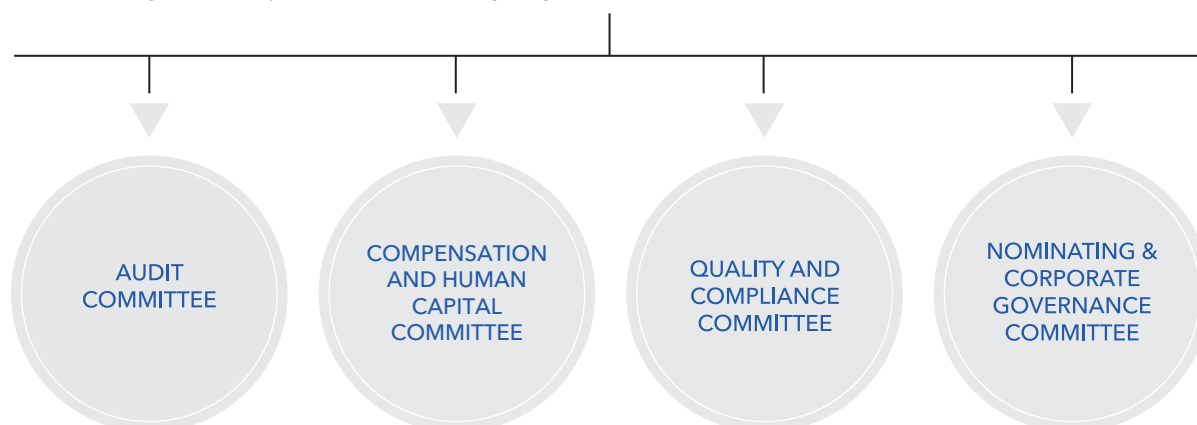 AUDIT
COMMITTEE
COMPENSATION
AND HUMAN
CAPITAL
COMMITTEE
QUALITY AND
COMPLIANCE
COMMITTEE
NOMINATING &
CORPORATE
GOVERNANCE
COMMITTEE